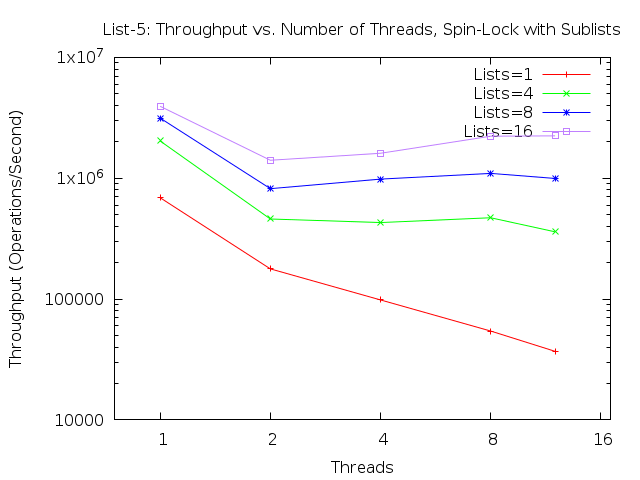 List-5: Throughput vs. Number of Threads, Spin-Lock with Sublists
1x10^7
1x10^6
100000
10000
Throughput (Operations/Second)
Lists=1
Lists=4
Lists=8
Lists=16
1 2 4 8 16
Threads